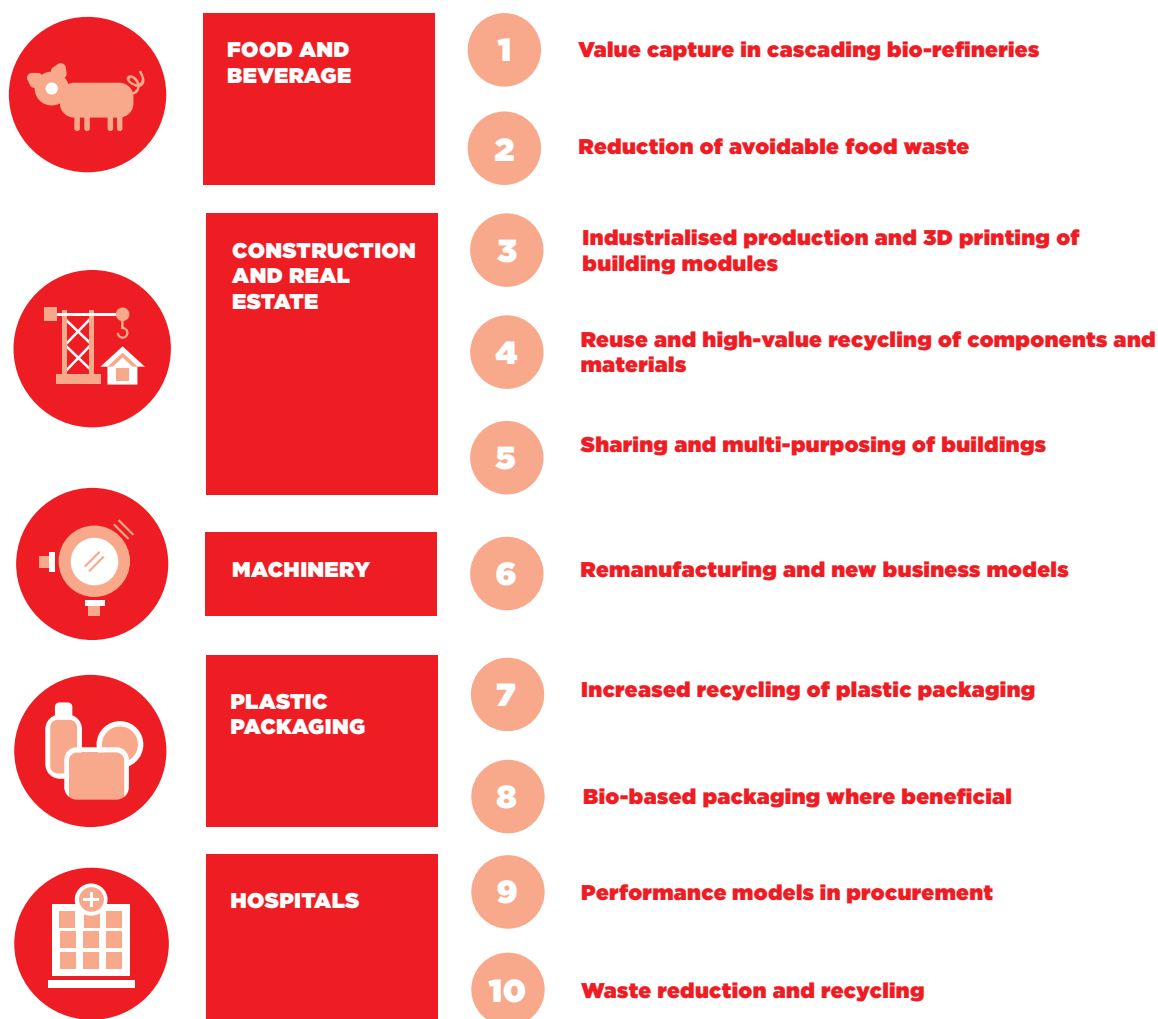 FOOD AND
BEVERAGE
1
Value capture in cascading bio-refineries
2
Reduction of avoidable food waste
CONSTRUCTION
AND REAL
ESTATE
3
Industrialised production and 3D printing of
building modules
4
Reuse and high-value recycling of components and
materials
5
Sharing and multi-purposing of buildings
MACHINERY
6
Remanufacturing and new business models
PLASTIC
PACKAGING
7
Increased recycling of plastic packaging
8
Bio-based packaging where beneficial
HOSPITALS
9
Performance models in procurement
10
Waste reduction and recycling